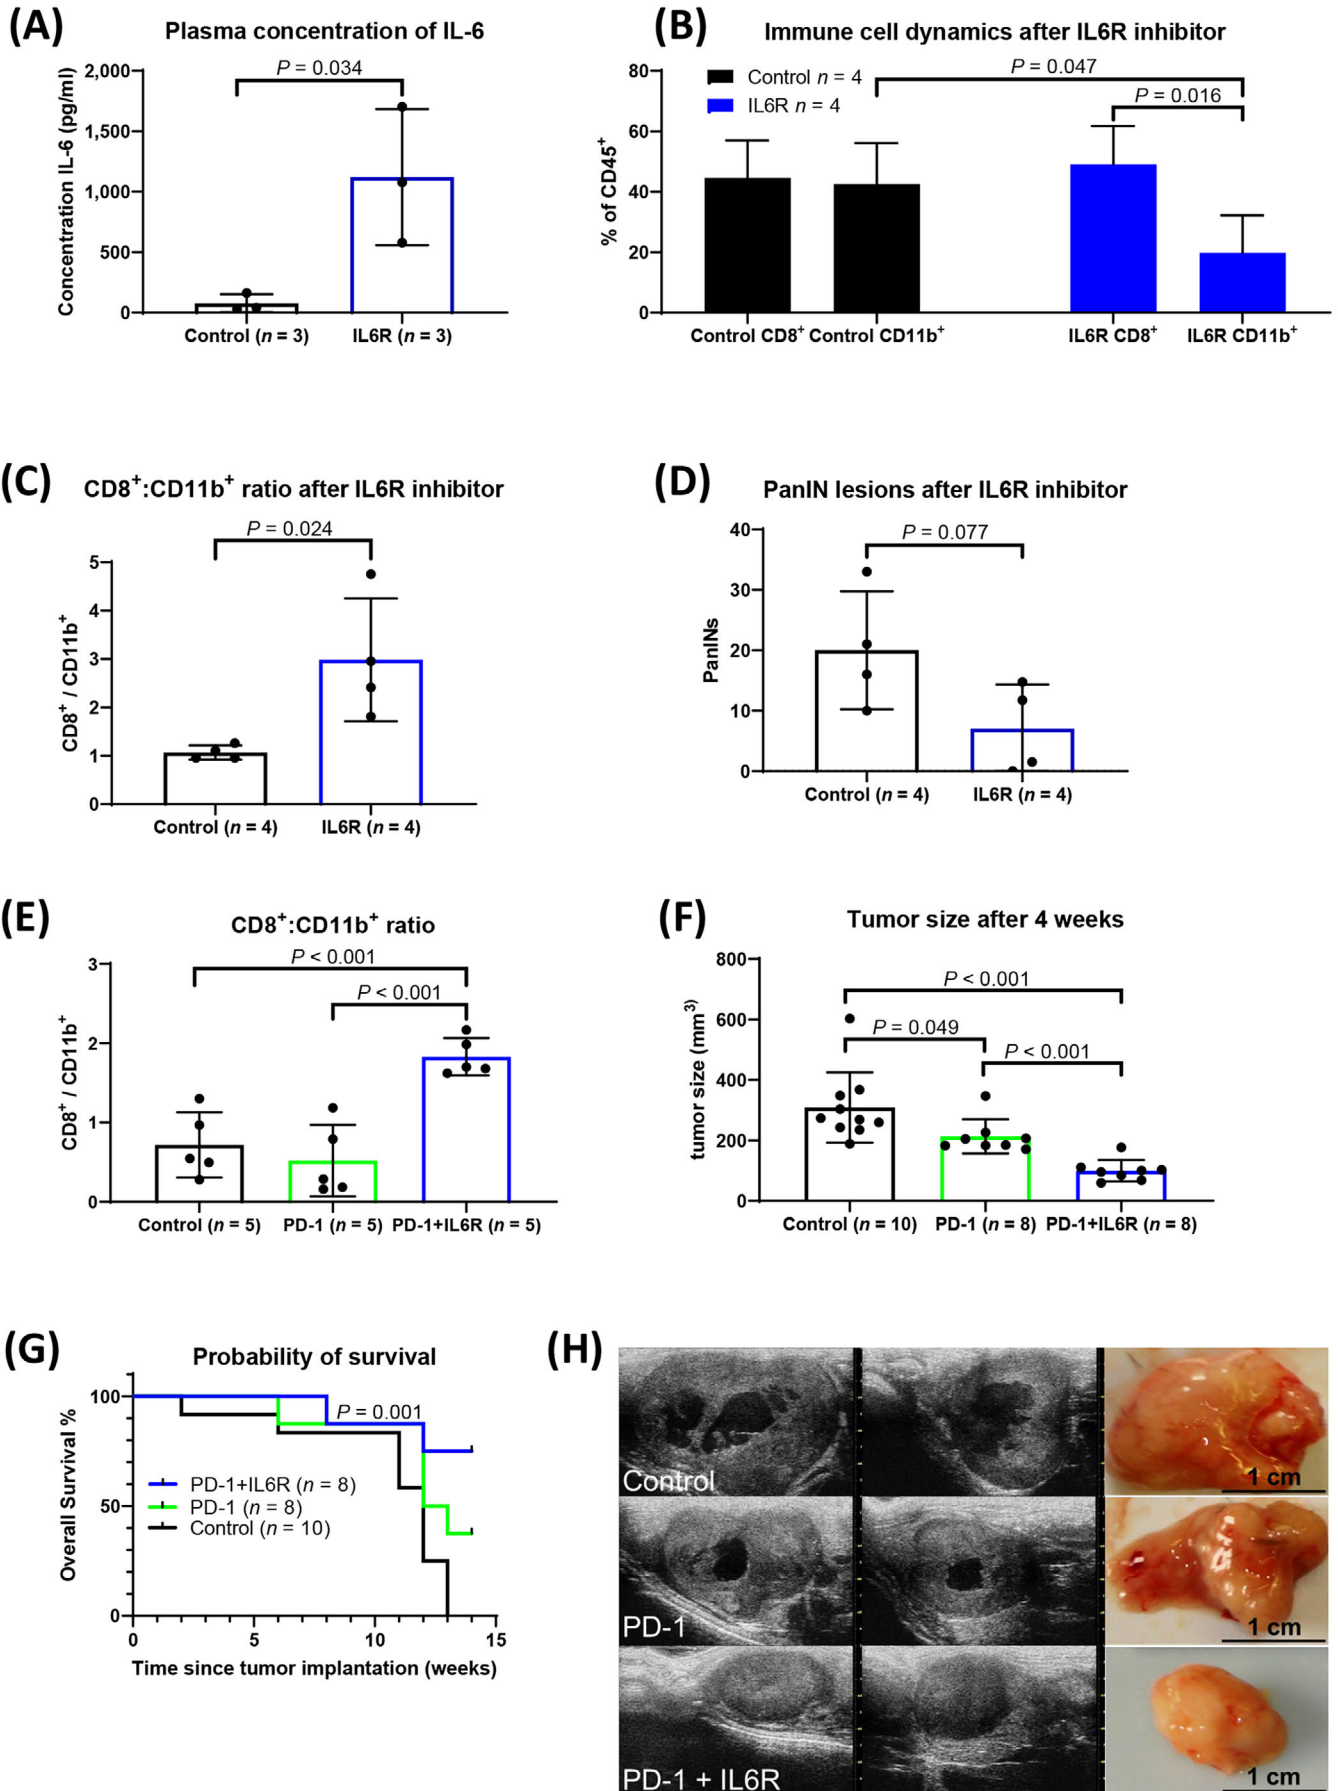 (A)
Plasma concentration of IL-6
P = 0.034
Concentration IL-6 (pg/ml)
2,000
1,500
1,000
500
0
Control (n = 3)
IL6R (n = 3)
(B)
Immune cell dynamics after IL6R inhibitor
Control n = 4
IL6R n = 4
P = 0.047
P = 0.016
% of CD45+
80
60
40
20
0
Control CD8+
Control CD11b+
IL6R CD8+
IL6R CD11b+
(C)
CD8+:CD11b+ ratio after IL6R inhibitor
P = 0.024
CD8+ / CD11b+
5
4
3
2
1
0
Control (n = 4)
IL6R (n = 4)
(D)
PanIN lesions after IL6R inhibitor
P = 0.077
PanINs
40
30
20
10
0
Control (n = 4)
IL6R (n = 4)
(E)
CD8+:CD11b+ ratio
P < 0.001
P < 0.001
CD8+ / CD11b+
3
2
1
0
Control (n = 5)
PD-1 (n = 5)
PD-1+IL6R (n = 5)
(F)
Tumor size after 4 weeks
P < 0.001
P = 0.049
P < 0.001
tumor size (mm3)
800
600
400
200
0
Control (n = 10)
PD-1 (n = 8)
PD-1+IL6R (n = 8)
(G)
Probability of survival
P = 0.001
Overall Survival %
100
50
0
PD-1+IL6R (n = 8)
PD-1 (n = 8)
Control (n = 10)
0
5
10
15
Time since tumor implantation (weeks)
(H)
Control
1 cm
PD-1
1 cm
PD-1 + IL6R
1 cm